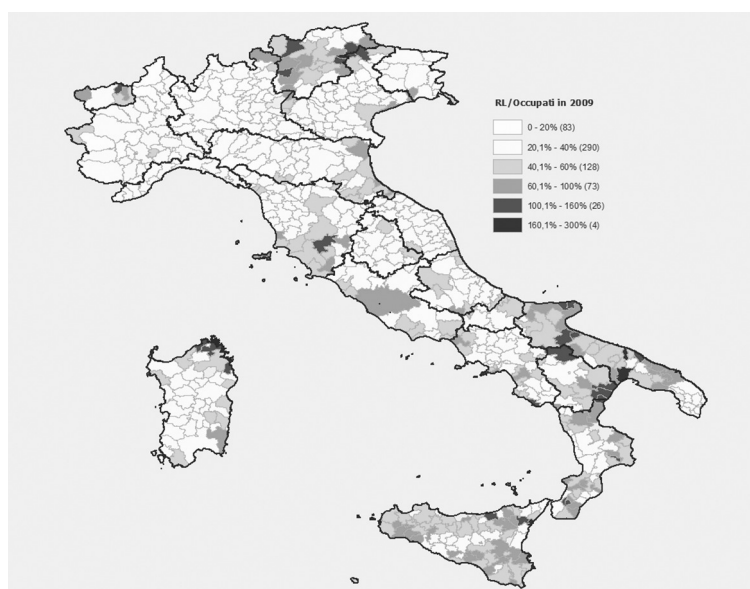 RL/Occupati in 2009
0 - 20% (83)
20,1% - 40% (290)
40,1% - 60% (128)
60,1% - 100% (73)
100,1% - 160% (26)
160,1% - 300% (4)